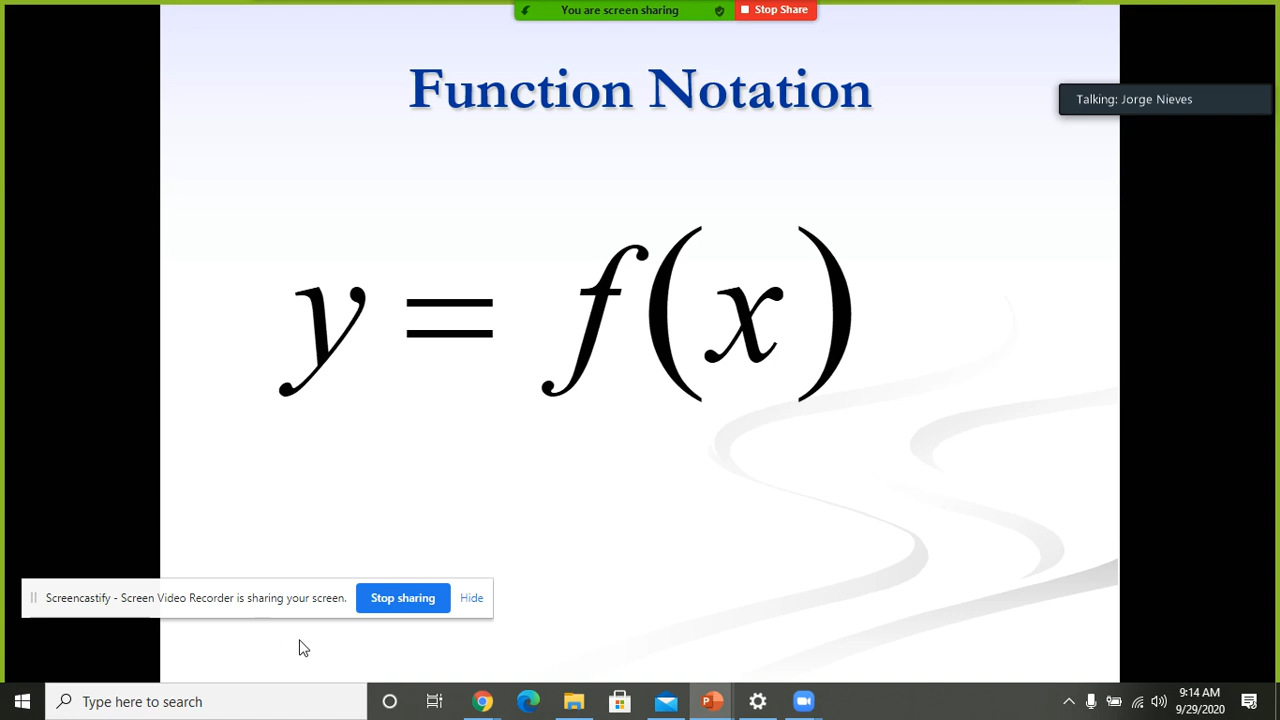 You are screen sharing
Stop Share
Function Notation
Talking: Jorge Nieves
y = f(x)
Screencastify - Screen Video Recorder is sharing your screen.
Stop sharing
Hide
Type here to search
9:14 AM
9/29/2020